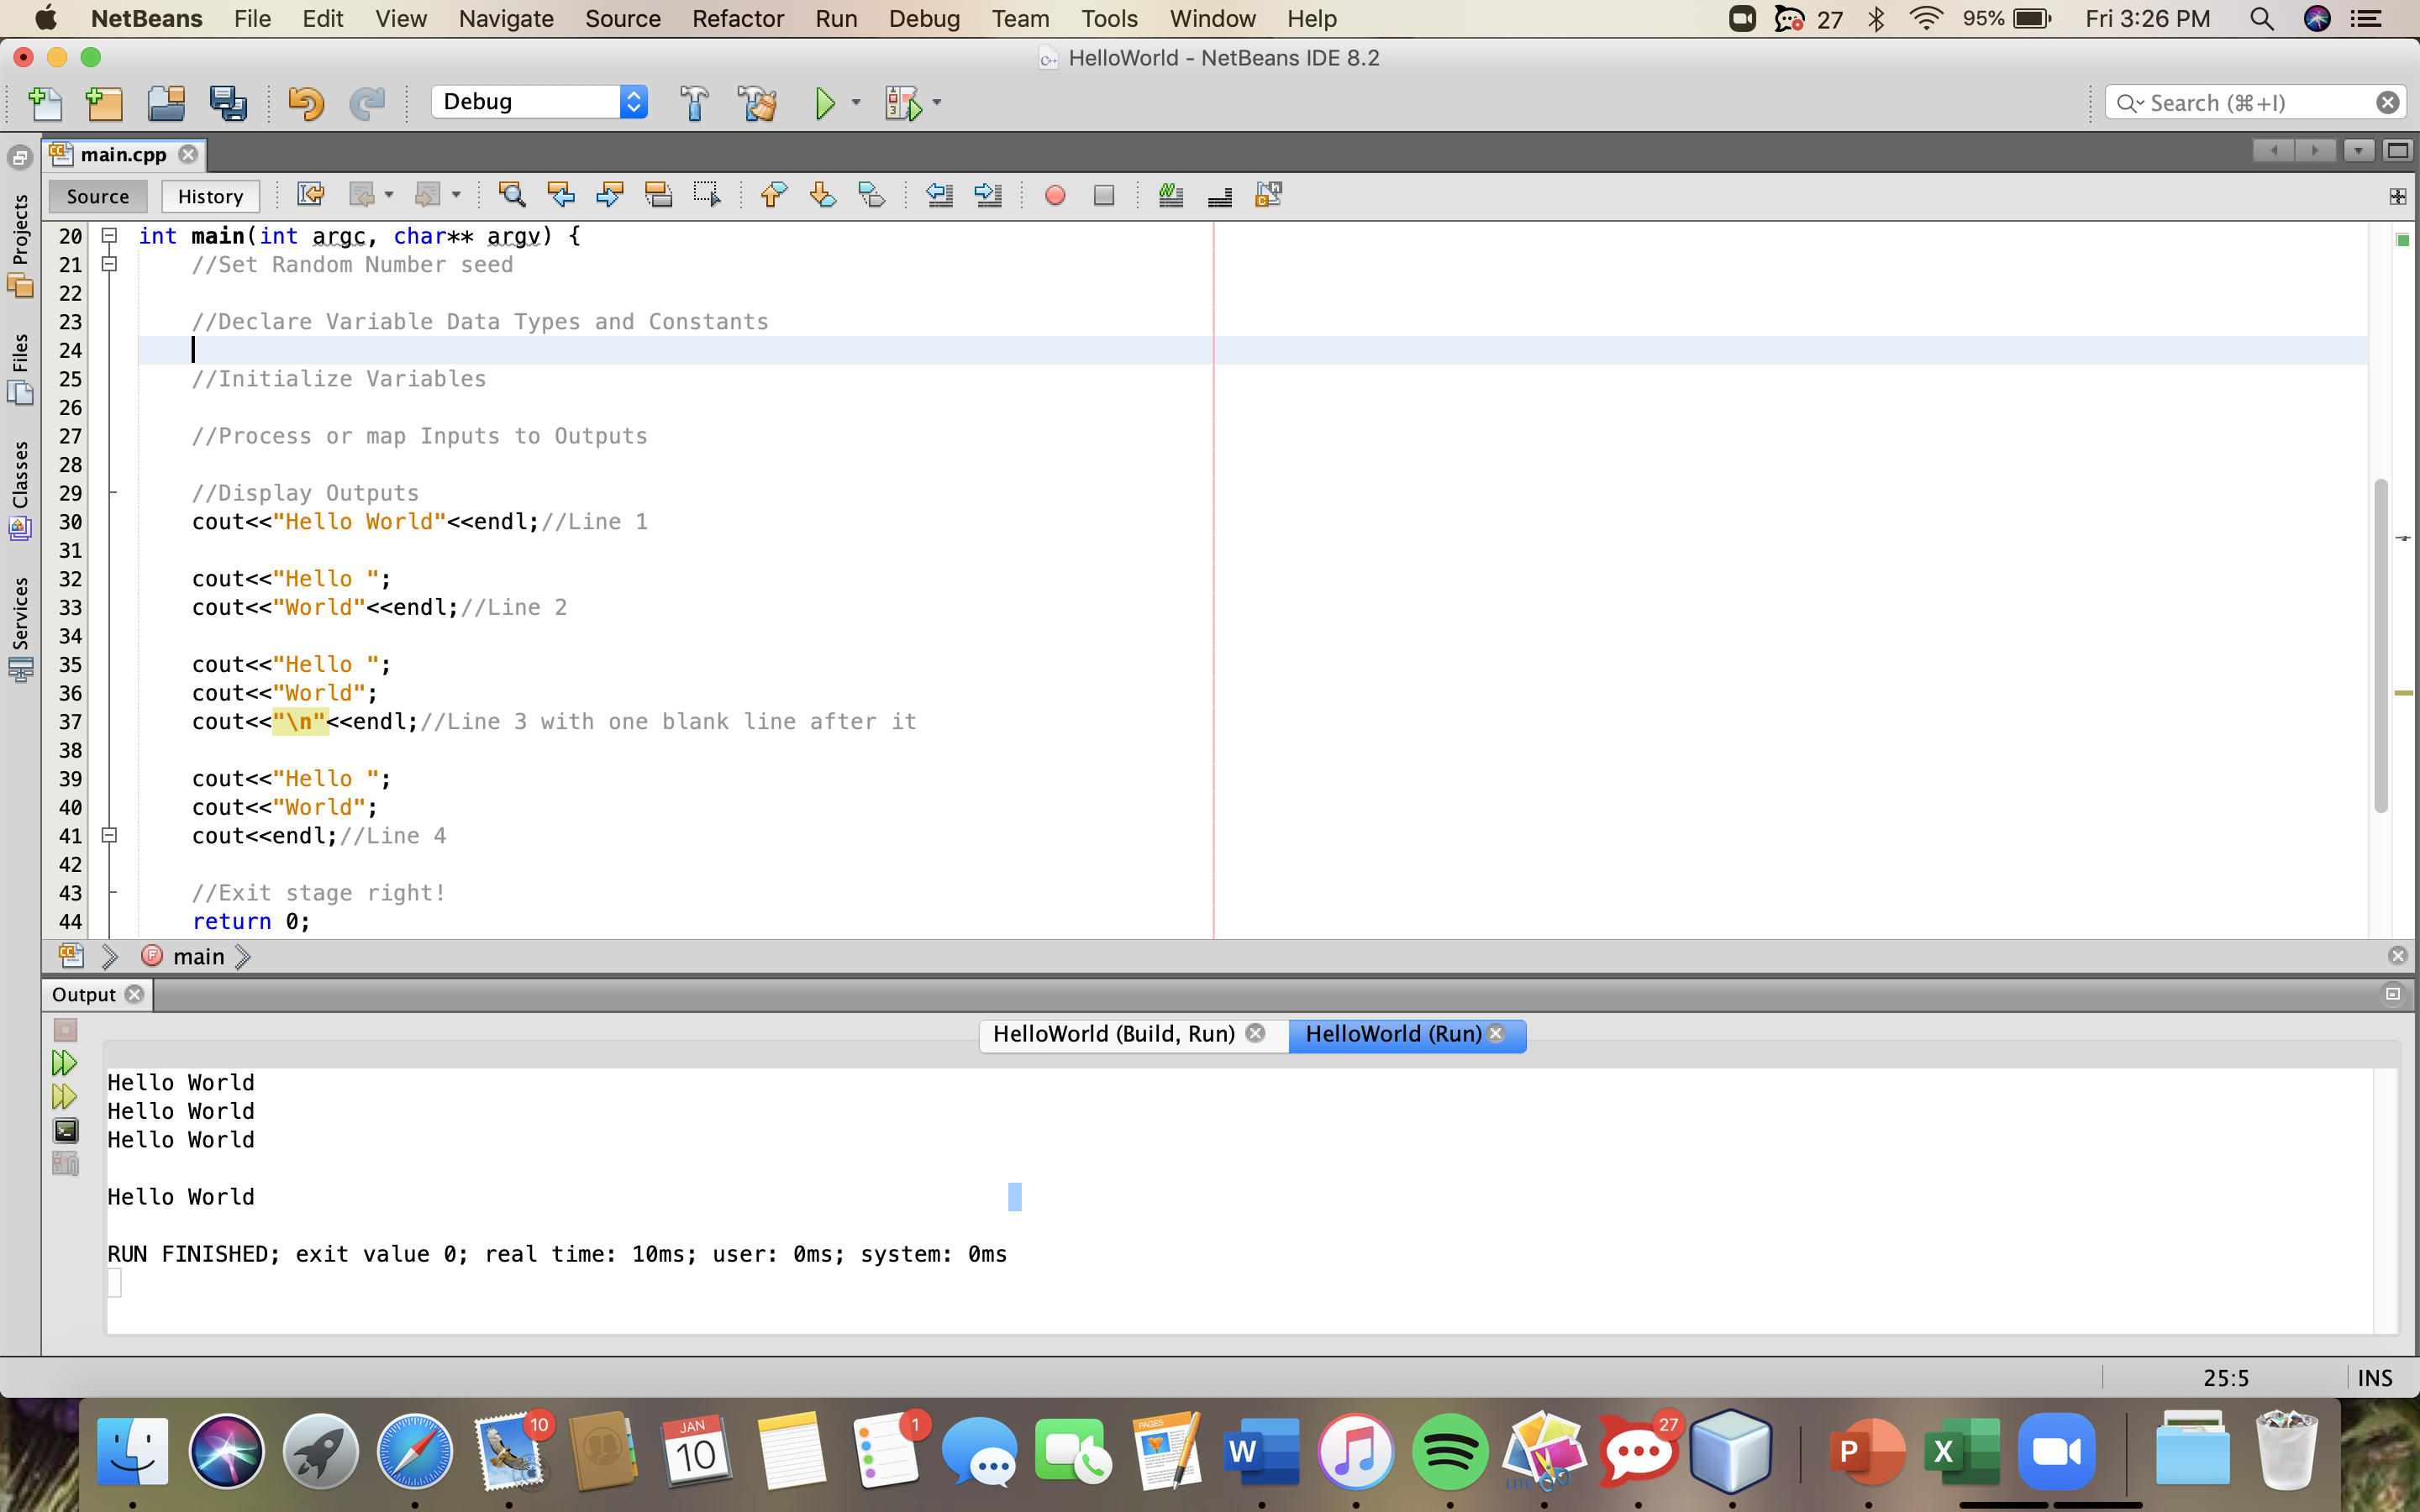 NetBeans File Edit View Navigate Source Refactor Run Debug Team Tools Window Help 27 95% Fri 3:26 PM
HelloWorld - NetBeans IDE 8.2
Debug Search (⌘+I)
main.cpp
Source History
Projects
Files
Classes
Services
20 int main(int argc, char** argv) {
21 //Set Random Number seed
22
23 //Declare Variable Data Types and Constants
24
25 //Initialize Variables
26
27 //Process or map Inputs to Outputs
28
29 //Display Outputs
30 cout<<"Hello World"<<endl;//Line 1
31
32 cout<<"Hello ";
33 cout<<"World"<<endl;//Line 2
34
35 cout<<"Hello ";
36 cout<<"World";
37 cout<<"\n"<<endl;//Line 3 with one blank line after it
38
39 cout<<"Hello ";
40 cout<<"World";
41 cout<<endl;//Line 4
42
43 //Exit stage right!
44 return 0;
main
Output
HelloWorld (Build, Run) HelloWorld (Run)
Hello World
Hello World
Hello World
Hello World
RUN FINISHED; exit value 0; real time: 10ms; user: 0ms; system: 0ms
25:5 INS
10
JAN
10
1
PAGES
W
LITE
27
P
X